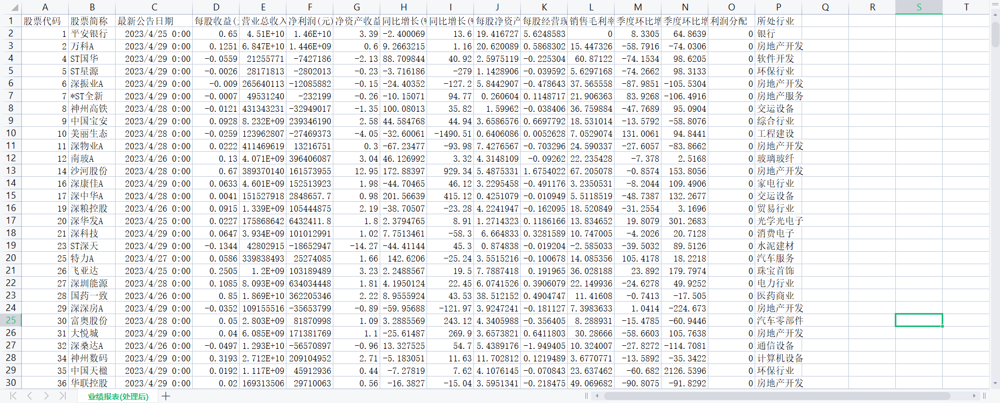 A B C D E F G H I J K L M N O P Q R S T
1 股票代码 股票简称 最新公告日期 每股收益( 营业总收入 净利润(元) 净资产收益 同比增长(% 同比增长(% 每股净资产 每股经营现 销售毛利率 季度环比增 季度环比增 利润分配 所处行业
2 1 平安银行 2023/4/25 0:00 0.65 4.51E+10 1.46E+10 3.39 -2.400069 13.6 19.416727 5.6248583 0 8.3305 64.8639 0 银行
3 2 万科A 2023/4/29 0:00 0.1251 6.847E+10 1.446E+09 0.6 9.2663215 1.16 20.620089 0.5868302 15.447326 -58.7916 -74.0306 0 房地产开发
4 4 ST国华 2023/4/29 0:00 -0.0559 21255771 -7427186 -2.13 88.709844 40.92 2.5975119 -0.225304 60.87122 -74.1534 98.6205 0 软件开发
5 5 ST星源 2023/4/29 0:00 -0.0026 28171813 -2802013 -0.23 -3.716186 -279 1.1428906 -0.039592 5.6297168 -74.2662 98.3133 0 环保行业
6 6 深振业A 2023/4/29 0:00 -0.009 265640113 -12085882 -0.15 -24.40352 -127.2 5.8442907 -0.478643 37.565558 -87.9851 -105.5304 0 房地产开发
7 7 *ST全新 2023/4/29 0:00 -0.0007 49531240 -232199 -0.26 -10.15071 94.77 0.260604 0.1148717 21.906363 83.9268 -106.4916 0 房地产服务
8 8 神州高铁 2023/4/28 0:00 -0.0121 431343231 -32949017 -1.35 100.08013 35.82 1.59962 -0.038406 36.759884 -47.7689 95.0904 0 交运设备
9 9 中国宝安 2023/4/29 0:00 0.0928 8.232E+09 239346190 2.58 44.584768 44.94 3.6586576 0.6697792 18.531014 -13.5792 -58.8076 0 综合行业
10 10 美丽生态 2023/4/28 0:00 -0.0259 123962807 -27469373 -4.05 -32.60061 -1490.51 0.6406086 0.0052628 7.0529074 131.0061 94.8441 0 工程建设
11 11 深物业A 2023/4/28 0:00 0.0222 411469619 13216751 0.3 -67.23477 -93.98 7.4276567 -0.703296 24.590337 -27.6057 -83.8662 0 房地产开发
12 12 南玻A 2023/4/26 0:00 0.13 4.071E+09 396406087 3.04 46.126992 3.32 4.3148109 -0.09262 22.235428 -7.378 2.5168 0 玻璃玻纤
13 14 沙河股份 2023/4/28 0:00 0.67 389370140 161573955 12.95 172.88397 929.34 5.4875331 1.6754022 67.205078 -0.8574 153.8056 0 房地产开发
14 16 深康佳A 2023/4/29 0:00 0.0633 4.601E+09 152513923 1.98 -44.70465 46.12 3.2295458 -0.491176 3.2350531 -8.2044 109.4906 0 家电行业
15 17 深中华A 2023/4/28 0:00 0.0041 151527918 2848657.7 0.98 201.56639 415.12 0.4251079 -0.010949 5.5118519 -48.7387 132.2677 0 交运设备
16 19 深粮控股 2023/4/26 0:00 0.0915 1.339E+09 105444875 2.19 -38.70507 -23.28 4.2241947 -0.162095 18.520849 -31.2554 3.1696 0 贸易行业
17 20 深华发A 2023/4/25 0:00 0.0227 175868642 6432411.8 1.8 2.3794765 8.91 1.2714323 0.1186166 13.834652 19.8079 301.2683 0 光学光电子
18 21 深科技 2023/4/29 0:00 0.0647 3.934E+09 101012991 1.02 7.7513461 -58.3 6.664833 0.3281589 10.747005 -4.2026 20.7128 0 消费电子
19 23 ST深天 2023/4/29 0:00 -0.1344 42802915 -18652947 -14.27 -44.41144 45.3 0.874838 -0.019204 -2.585033 -39.5032 89.5126 0 水泥建材
20 25 特力A 2023/4/27 0:00 0.0586 339838493 25274085 1.66 142.6206 -25.24 3.5515216 -0.100678 14.085356 105.4178 18.2218 0 汽车服务
21 26 飞亚达 2023/4/25 0:00 0.2505 1.2E+09 103189489 3.23 2.2488567 19.5 7.7887418 0.191965 36.028188 23.892 179.7974 0 珠宝首饰
22 27 深圳能源 2023/4/28 0:00 0.1085 8.093E+09 634034448 1.81 4.1950124 22.45 6.0741526 0.3906079 22.149936 -24.6278 49.9252 0 电力行业
23 28 国药一致 2023/4/26 0:00 0.85 1.869E+10 362205346 2.22 8.9555924 43.53 38.512152 0.4904747 11.41608 -0.7413 -17.505 0 医药商业
24 29 深深房A 2023/4/29 0:00 -0.0352 109155516 -35653799 -0.89 -59.95688 -121.97 3.9247241 -0.181127 7.3983633 1.0414 -224.673 0 房地产开发
25 30 富奥股份 2023/4/28 0:00 0.05 2.803E+09 81870998 1.09 3.2885569 243.12 4.3405988 -0.356405 8.288931 -15.4785 -60.9446 0 汽车零部件
26 31 大悦城 2023/4/29 0:00 0.04 6.085E+09 171381769 1.1 -25.61487 269.9 3.6573821 0.6411803 30.28666 -58.6603 105.7638 0 房地产开发
27 32 深桑达A 2023/4/26 0:00 -0.0497 1.293E+10 -56570897 -0.96 13.327525 54.7 5.4389176 -1.949405 10.324007 -27.8272 -114.7081 0 通信设备
28 34 神州数码 2023/4/29 0:00 0.3193 2.712E+10 209104952 2.71 -5.183051 11.63 11.702812 0.1219489 3.6770771 -13.5892 -35.3422 0 计算机设备
29 35 中国天楹 2023/4/29 0:00 0.0192 1.117E+09 45912936 0.44 -7.27819 7.62 4.1076145 -0.070843 23.637462 -60.682 2126.5396 0 环保行业
30 36 华联控股 2023/4/29 0:00 0.02 169313506 29710063 0.56 -16.3827 -15.04 3.5951341 -0.218475 49.069682 -90.8075 -91.8292 0 房地产开发
业绩报表(处理后)